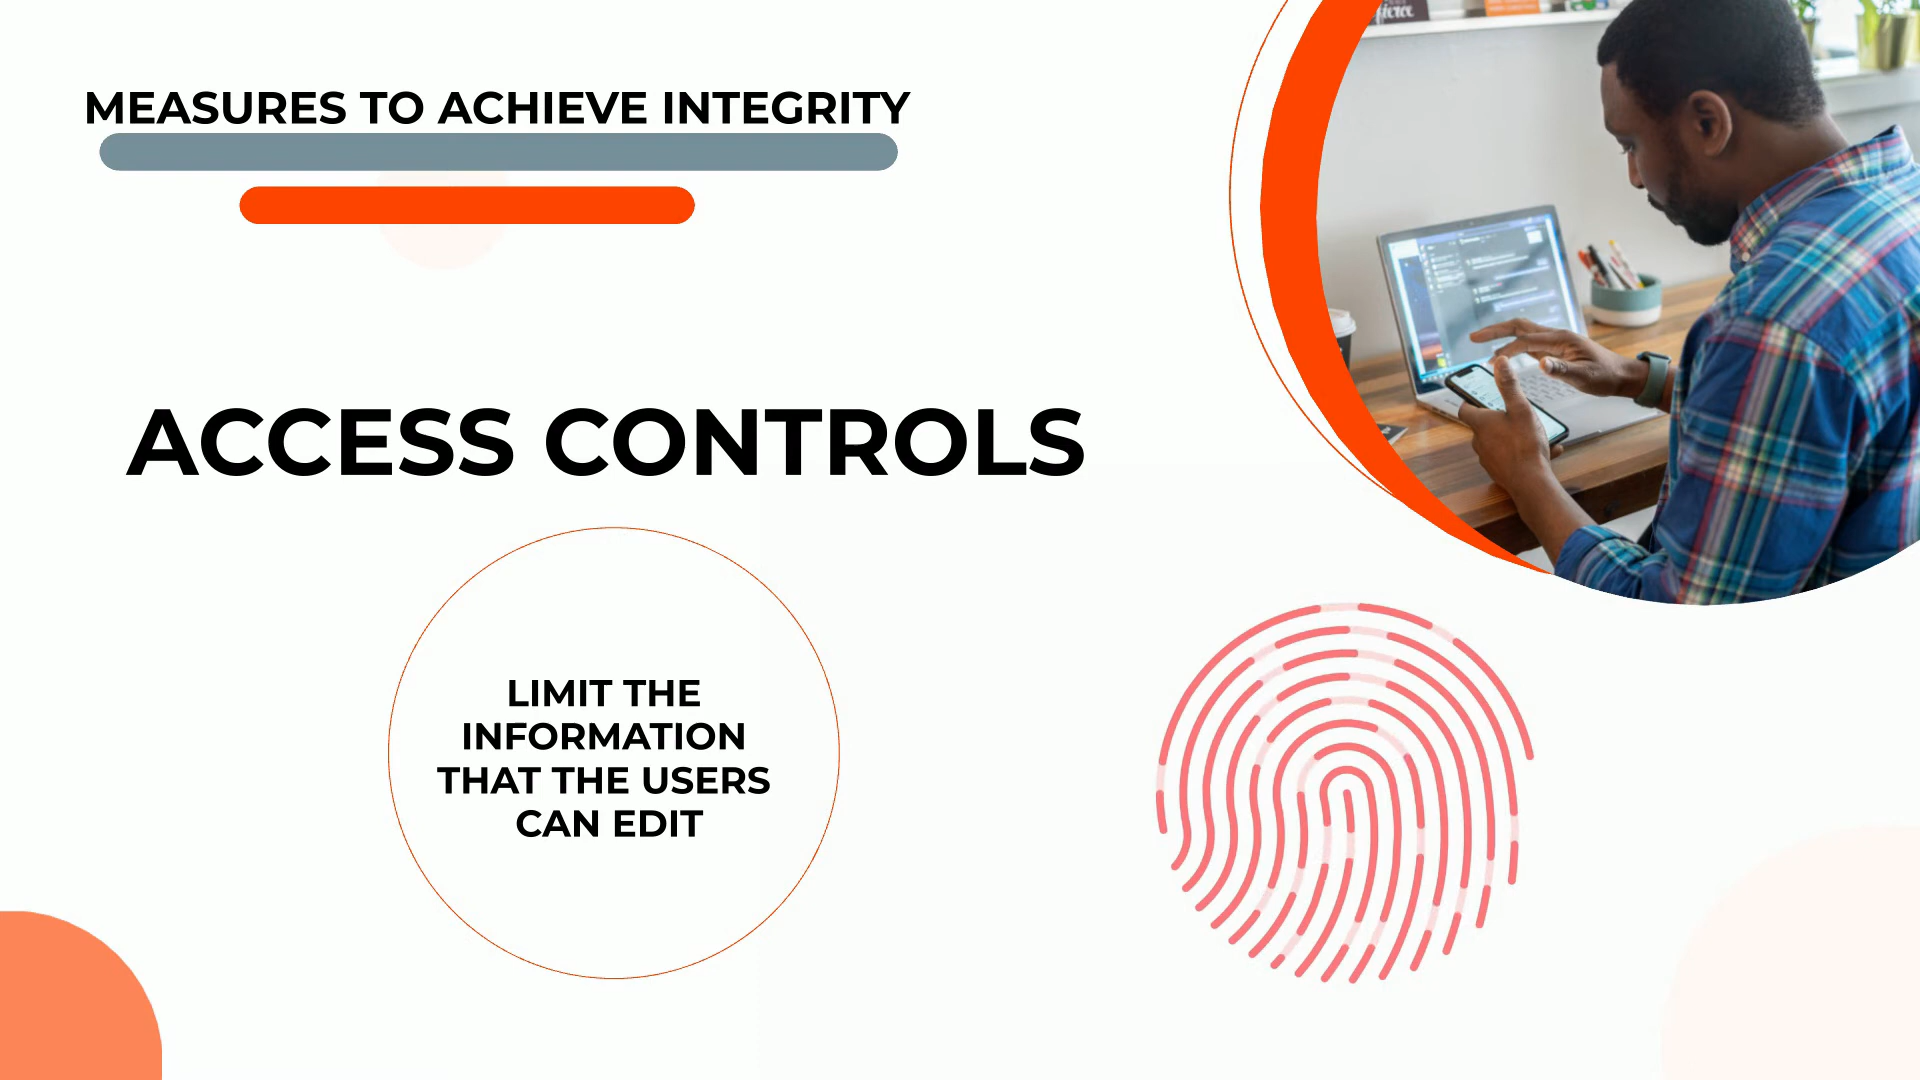 MEASURES TO ACHIEVE INTEGRITY
ACCESS CONTROLS
LIMIT THE
INFORMATION
THAT THE USERS
CAN EDIT